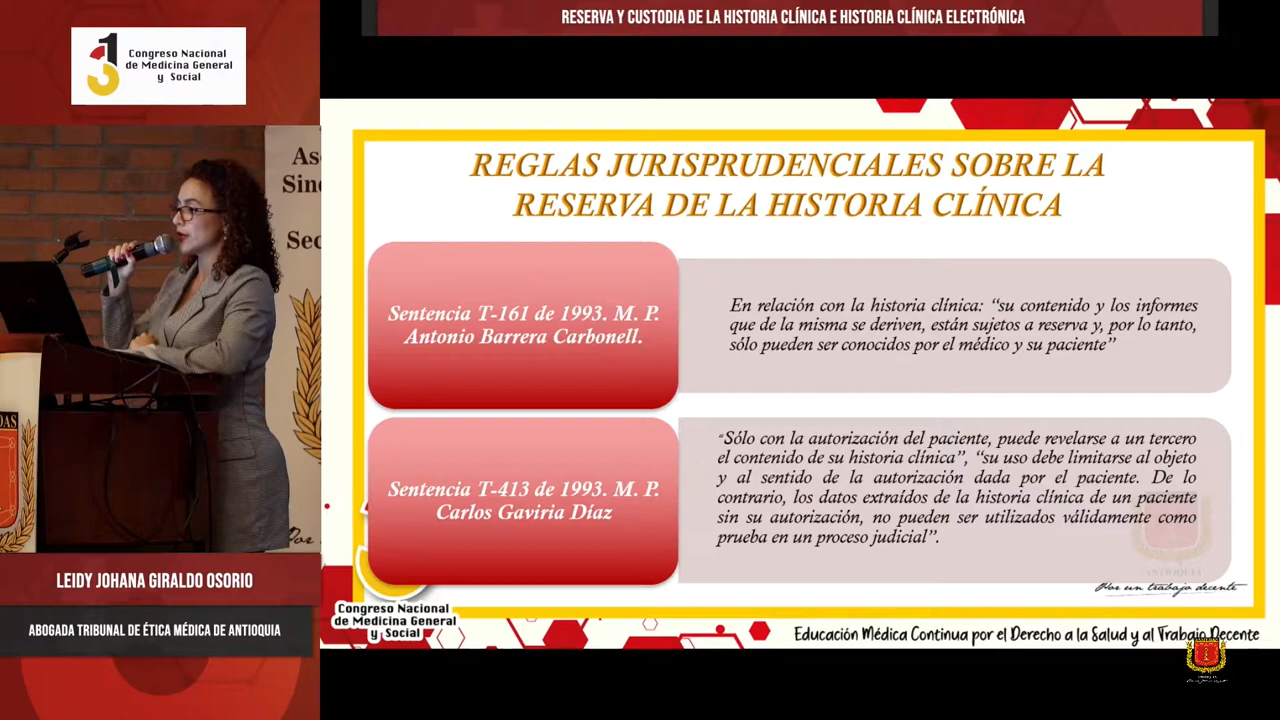 RESERVA Y CUSTODIA DE LA HISTORIA CLÍNICA E HISTORIA CLÍNICA ELECTRÓNICA
Congreso Nacional
de Medicina General
y Social
REGLAS JURISPRUDENCIALES SOBRE LA
RESERVA DE LA HISTORIA CLÍNICA
Sentencia T-161 de 1993. M. P.
Antonio Barrera Carbonell.
En relación con la historia clínica: “su contenido y los informes
que de la misma se deriven, están sujetos a reserva y, por lo tanto,
sólo pueden ser conocidos por el médico y su paciente”
Sentencia T-413 de 1993. M. P.
Carlos Gaviria Díaz
“Sólo con la autorización del paciente, puede revelarse a un tercero
el contenido de su historia clínica”, “su uso debe limitarse al objeto
y al sentido de la autorización dada por el paciente. De lo
contrario, los datos extraídos de la historia clínica de un paciente
sin su autorización, no pueden ser utilizados válidamente como
prueba en un proceso judicial”.
ANTIOQUIA
Por un trabajo decente
Congreso Nacional
de Medicina General
y Social
Educación Médica Continua por el Derecho a la Salud y al Trabajo Decente
LEIDY JOHANA GIRALDO OSORIO
ABOGADA TRIBUNAL DE ÉTICA MÉDICA DE ANTIOQUIA